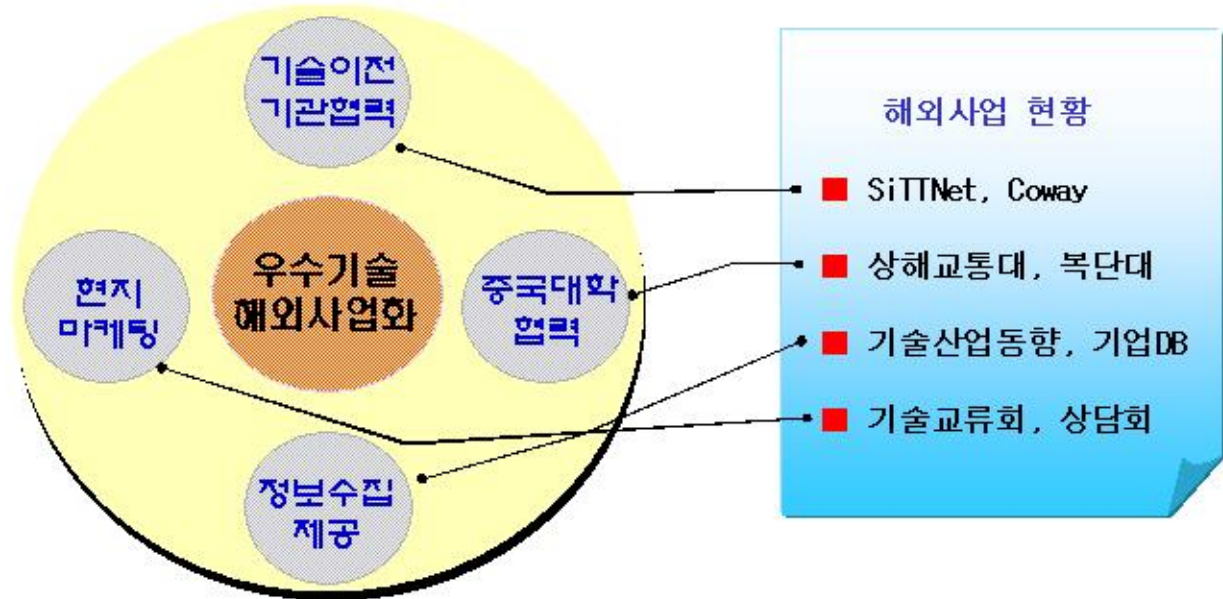 기술이전
기관협력
우수기술
해외사업화
현지
마케팅
중국대학
협력
정보수집
제공
해외사업 현황
SiTTNet, Coway
상해교통대, 복단대
기술산업동향, 기업DB
기술교류회, 상담회